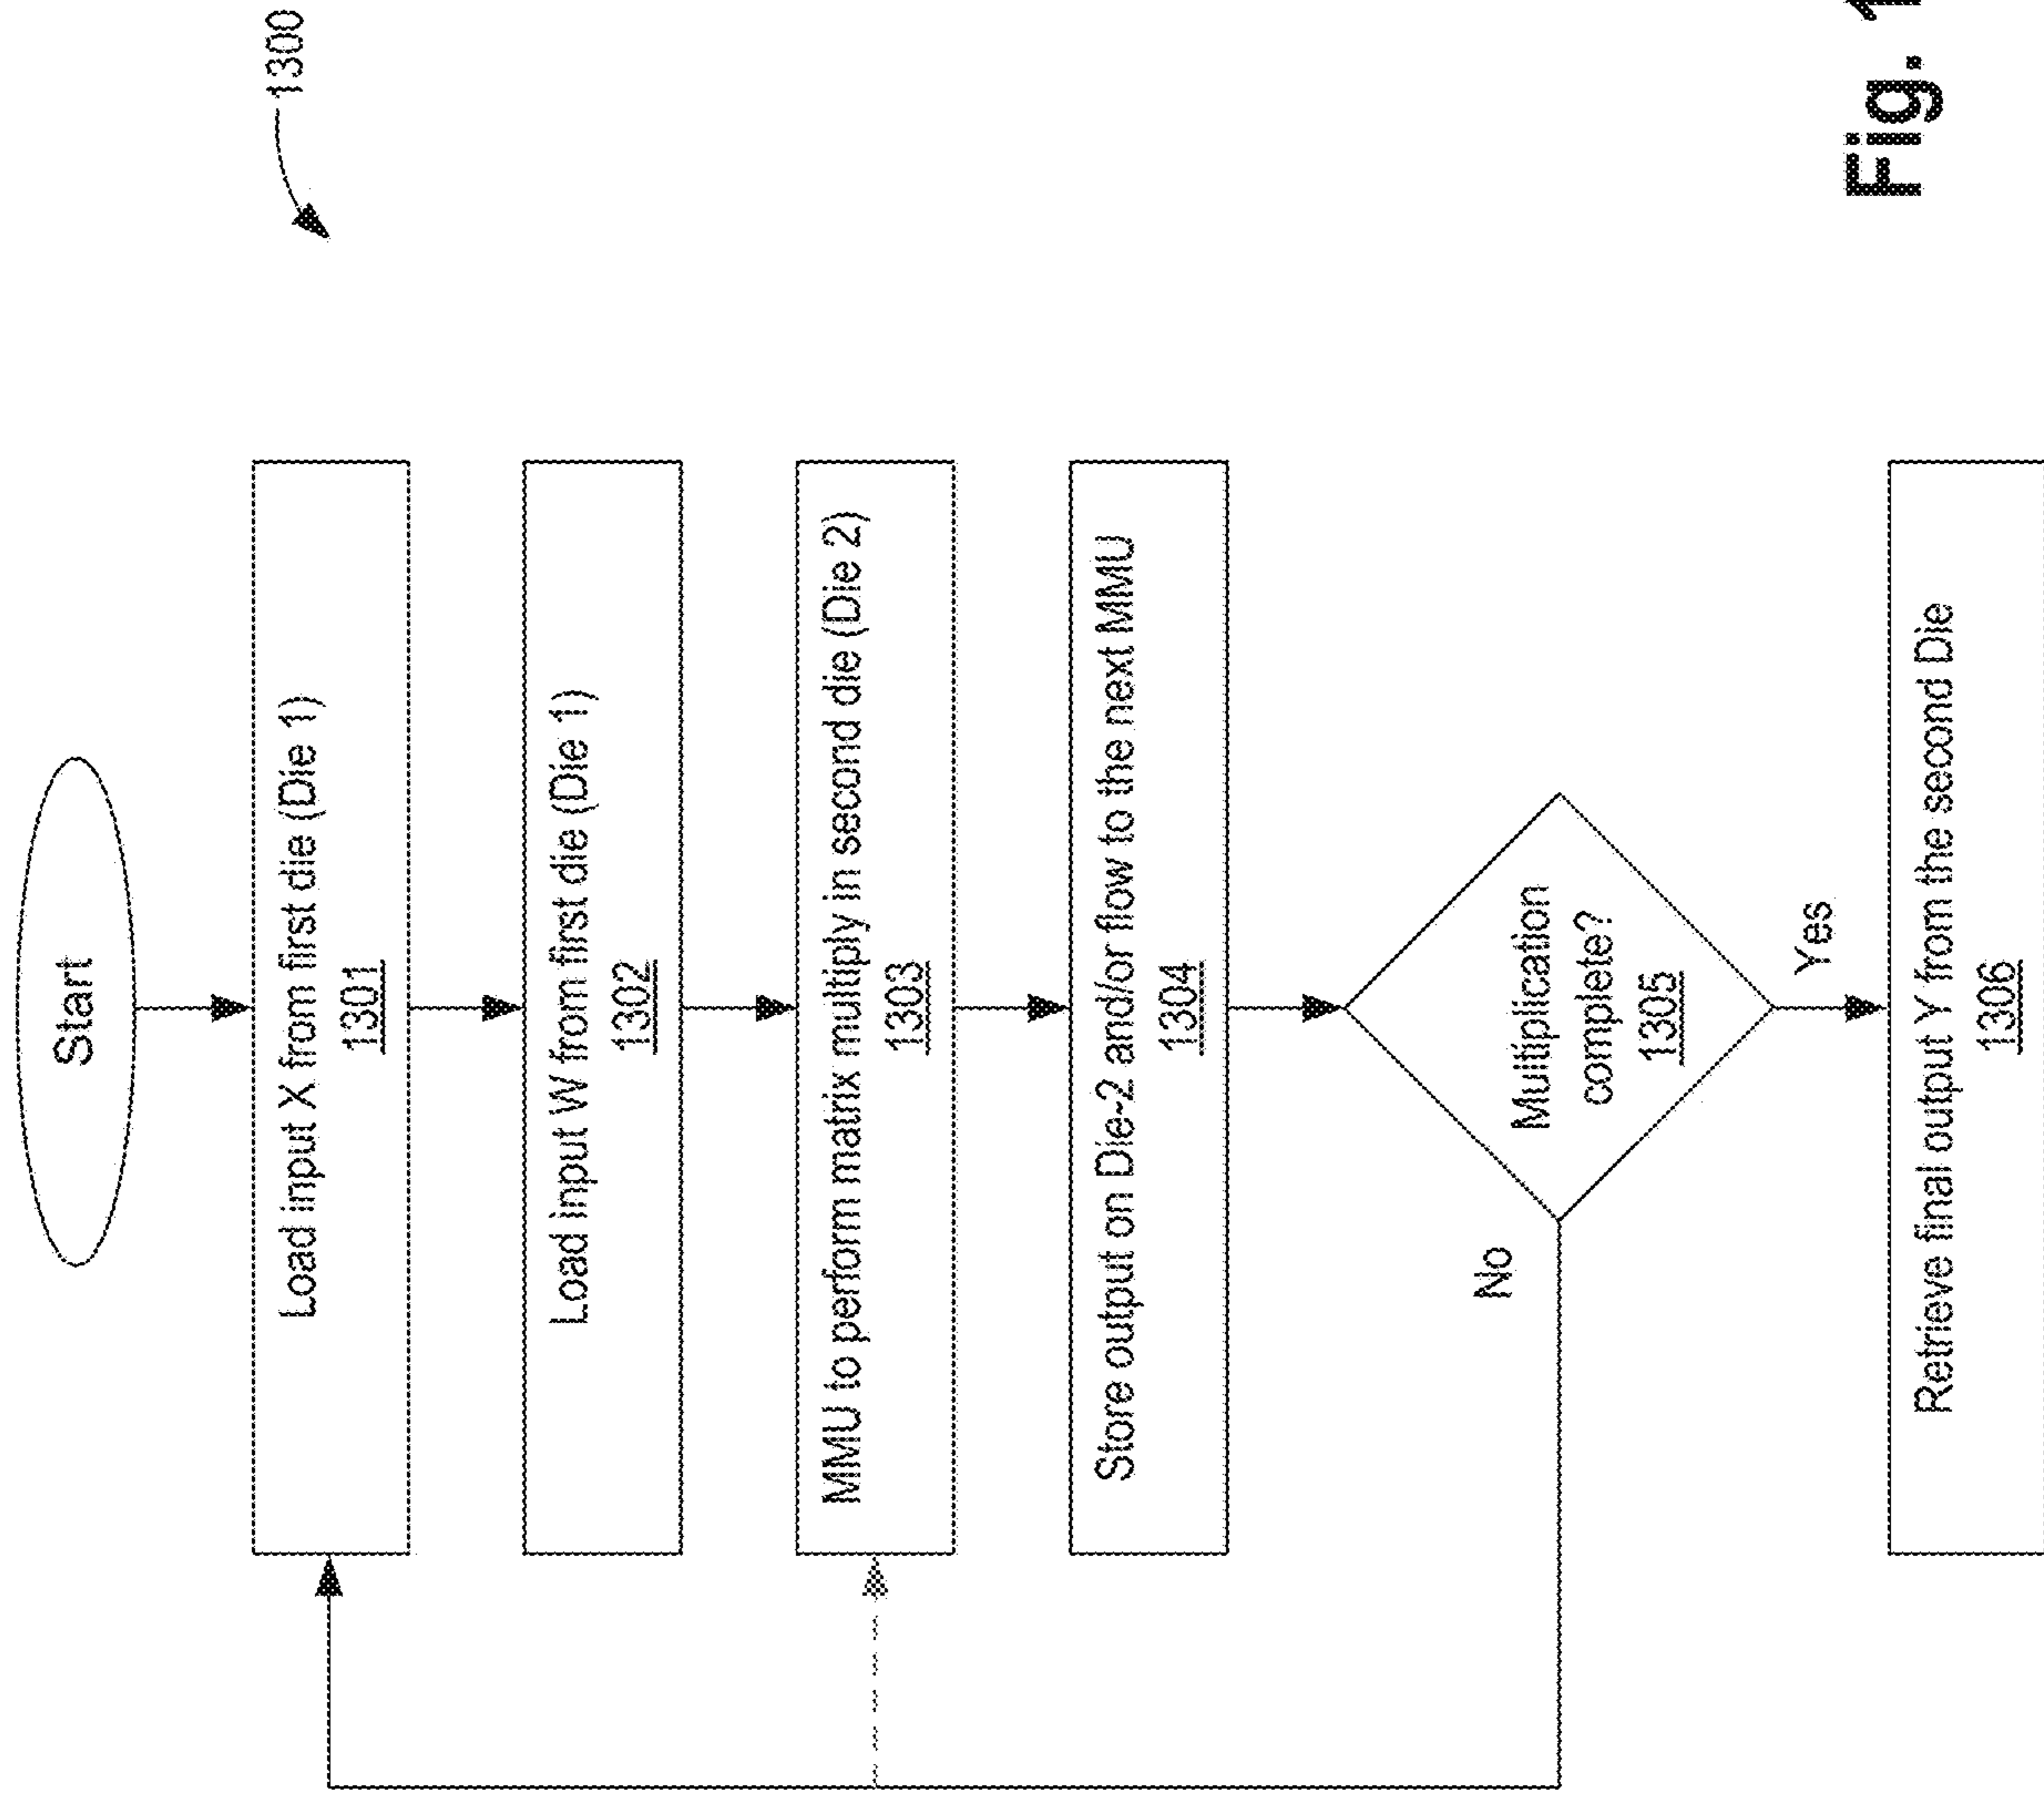 1300
Start
Load input X from first die (Die 1)
1301
Load input W from first die (Die 1)
1302
MMU to perform matrix multiply in second die (Die 2)
1303
Store output on Die-2 and/or flow to the next MMU
1304
Multiplication
complete?
1305
No
Yes
Retrieve final output Y from the second Die
1306
Fig.